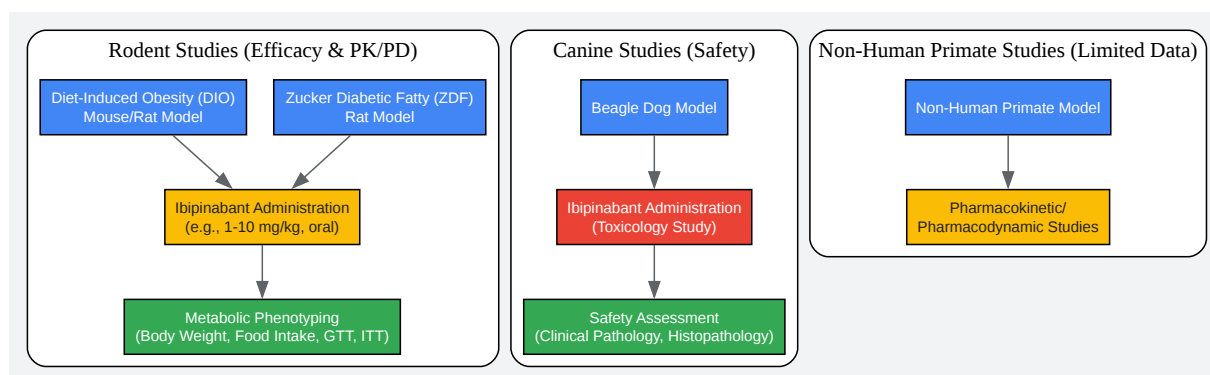 Rodent Studies (Efficacy & PK/PD)
Diet-Induced Obesity (DIO)
Mouse/Rat Model
Zucker Diabetic Fatty (ZDF)
Rat Model
Ibipinabant Administration
(e.g., 1-10 mg/kg, oral)
Metabolic Phenotyping
(Body Weight, Food Intake, GTT, ITT)
Canine Studies (Safety)
Beagle Dog Model
Ibipinabant Administration
(Toxicology Study)
Safety Assessment
(Clinical Pathology, Histopathology)
Non-Human Primate Studies (Limited Data)
Non-Human Primate Model
Pharmacokinetic/
Pharmacodynamic Studies